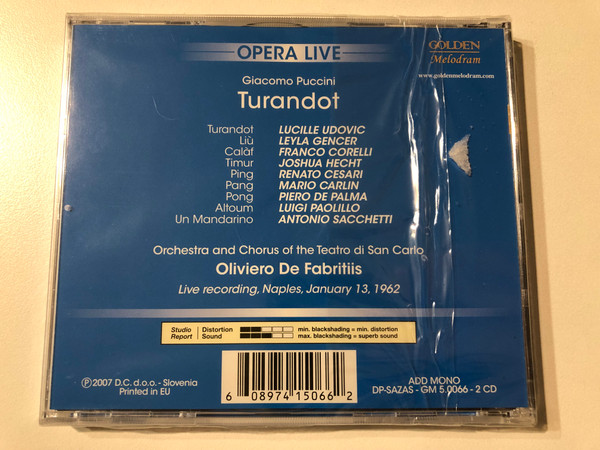 OPERA LIVE
GOLDEN
Melodram
www.goldenmelodram.com
Giacomo Puccini
Turandot
Turandot LUCILLE UDOVIC
Liù LEYLA GENCER
Calàf FRANCO CORELLI
Timur JOSHUA HECHT
Ping RENATO CESARI
Pang MARIO CARLIN
Pong PIERO DE PALMA
Altoum LUIGI PAOLILLO
Un Mandarino ANTONIO SACCHETTI
Orchestra and Chorus of the Teatro di San Carlo
Oliviero De Fabritiis
Live recording, Naples, January 13, 1962
Studio Report Distortion min. blackshading = min. distortion
Sound max. blackshading = superb sound
℗ 2007 D.C. d.o.o. - Slovenia
Printed in EU
6 08974 15066 2
ADD MONO
DP-SAZAS - GM 5.0066 - 2 CD